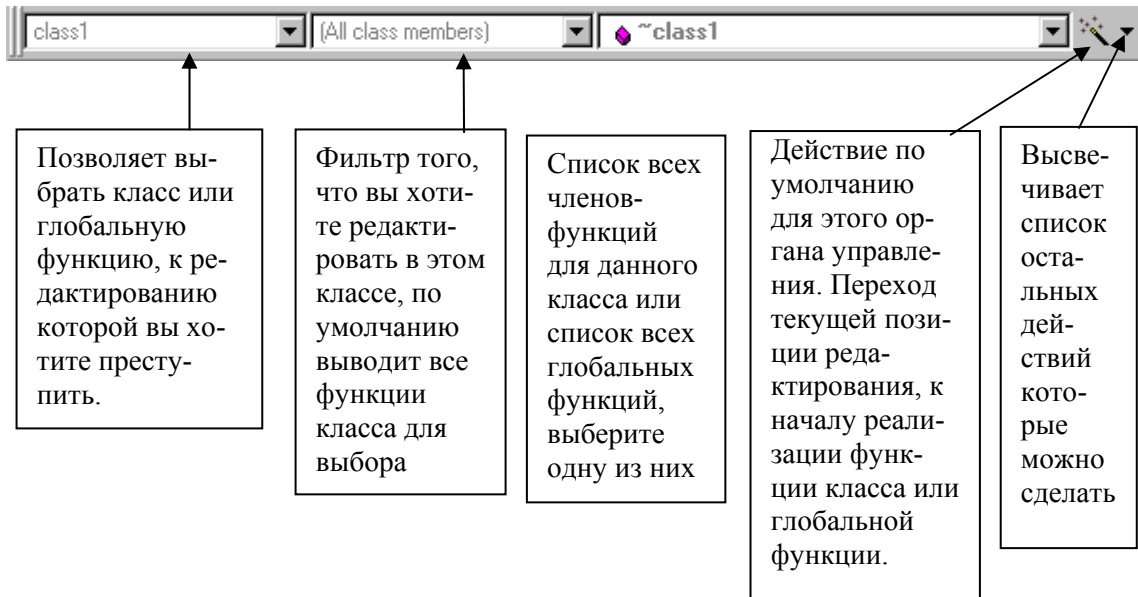 class1
(All class members)
~class1
Позволяет вы-
брать класс или
глобальную
функцию, к ре-
дактированию
которой вы хо-
тите престу-
пить.
Фильтр того,
что вы хоти-
те редакти-
ровать в этом
классе, по
умолчанию
выводит все
функции
класса для
выбора
Список всех
членов-
функций
для данного
класса или
список всех
глобальных
функций,
выберите
одну из них
Действие по
умолчанию
для этого ор-
гана управле-
ния. Переход
текущей пози-
ции реда-
ктирования, к
началу реали-
зации функ-
ции класса или
глобальной
функции.
Высве-
чивает
список
оста-
льных
дей-
ствий
кото-
рые
можно
сделать